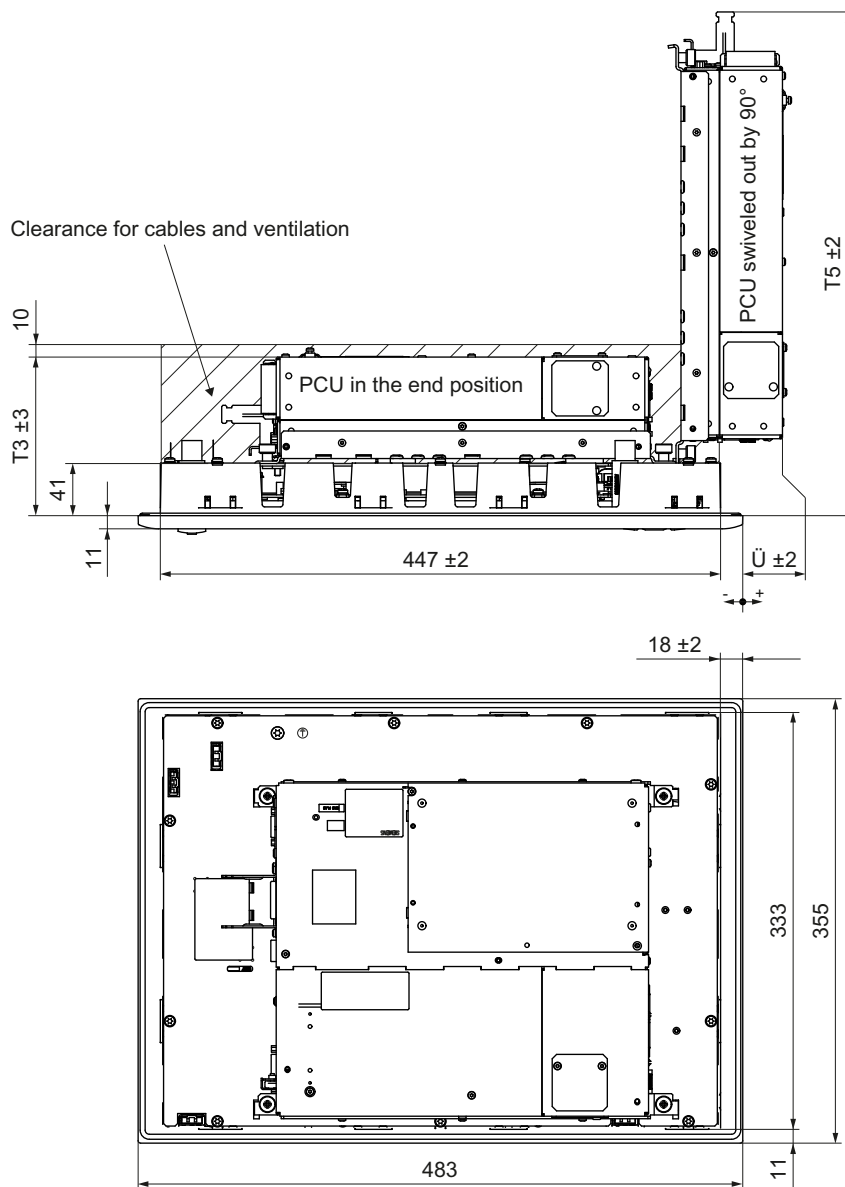 PCU swiveled out by 90°
T5 ±2
Clearance for cables and ventilation
10
PCU in the end position
T3 ±3
41
11
447 ±2
Ü ±2
- +
18 ±2
333
355
483
11